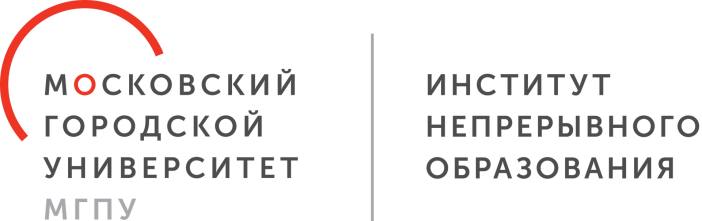 МОСКОВСКИЙ
ГОРОДСКОЙ
УНИВЕРСИТЕТ
МГПУ
ИНСТИТУТ
НЕПРЕРЫВНОГО
ОБРАЗОВАНИЯ